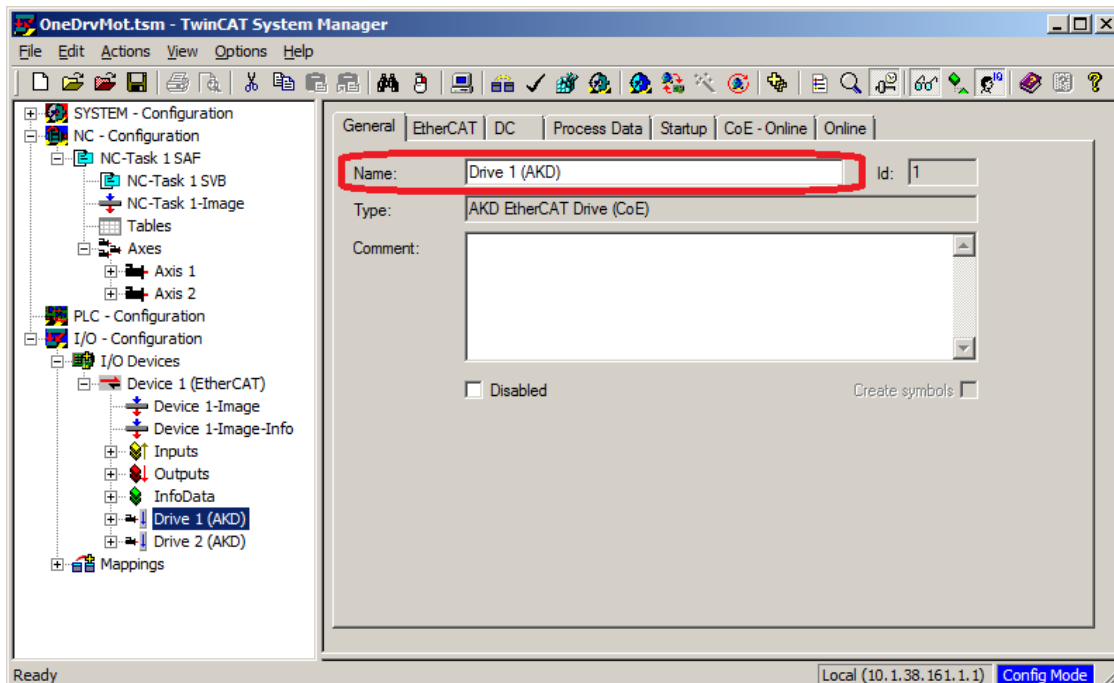 OneDrvMot.tsm - TwinCAT System Manager
File Edit Actions View Options Help
SYSTEM - Configuration
NC - Configuration
NC-Task 1 SAF
NC-Task 1 SVB
NC-Task 1-Image
Tables
Axes
Axis 1
Axis 2
PLC - Configuration
I/O - Configuration
I/O Devices
Device 1 (EtherCAT)
Device 1-Image
Device 1-Image-Info
Inputs
Outputs
InfoData
Drive 1 (AKD)
Drive 2 (AKD)
Mappings
General EtherCAT DC Process Data Startup CoE - Online Online
Name: Drive 1 (AKD) Id: 1
Type: AKD EtherCAT Drive (CoE)
Comment:
Disabled Create symbols
Ready Local (10.1.38.161.1.1) Config Mode